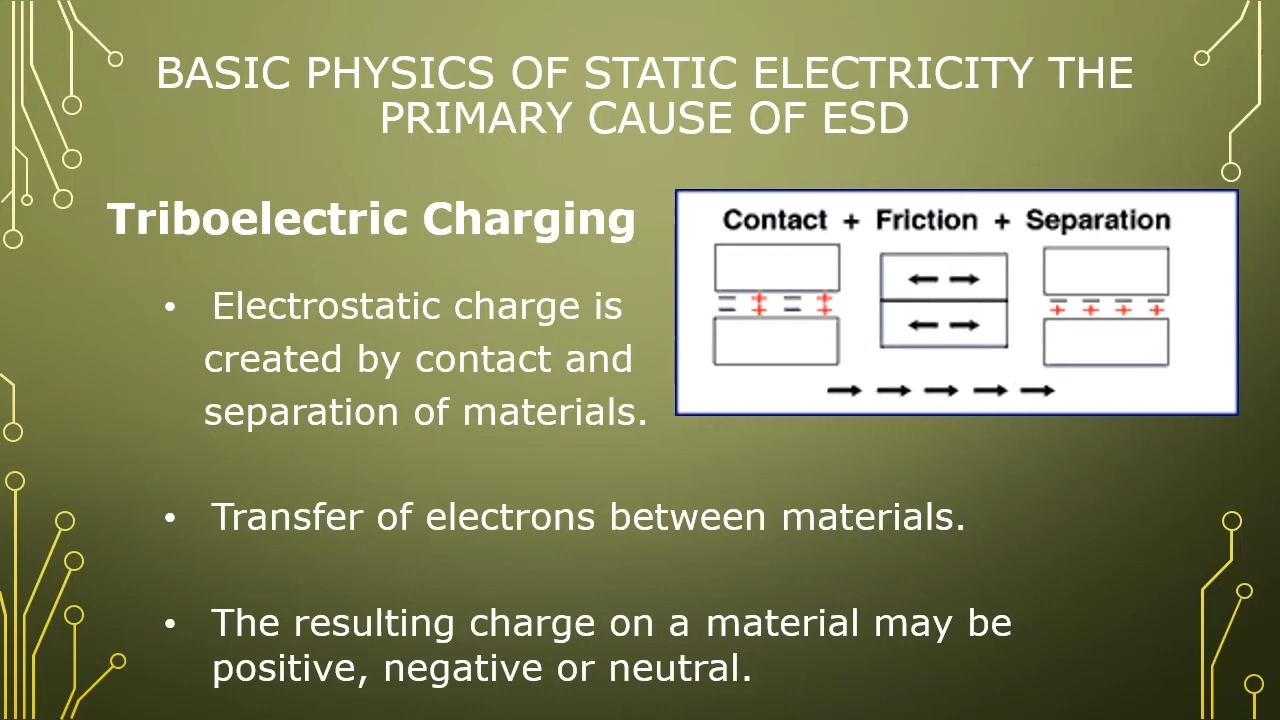 BASIC PHYSICS OF STATIC ELECTRICITY THE
PRIMARY CAUSE OF ESD
Triboelectric Charging
• Electrostatic charge is
created by contact and
separation of materials.
• Transfer of electrons between materials.
• The resulting charge on a material may be
positive, negative or neutral.
Contact + Friction + Separation